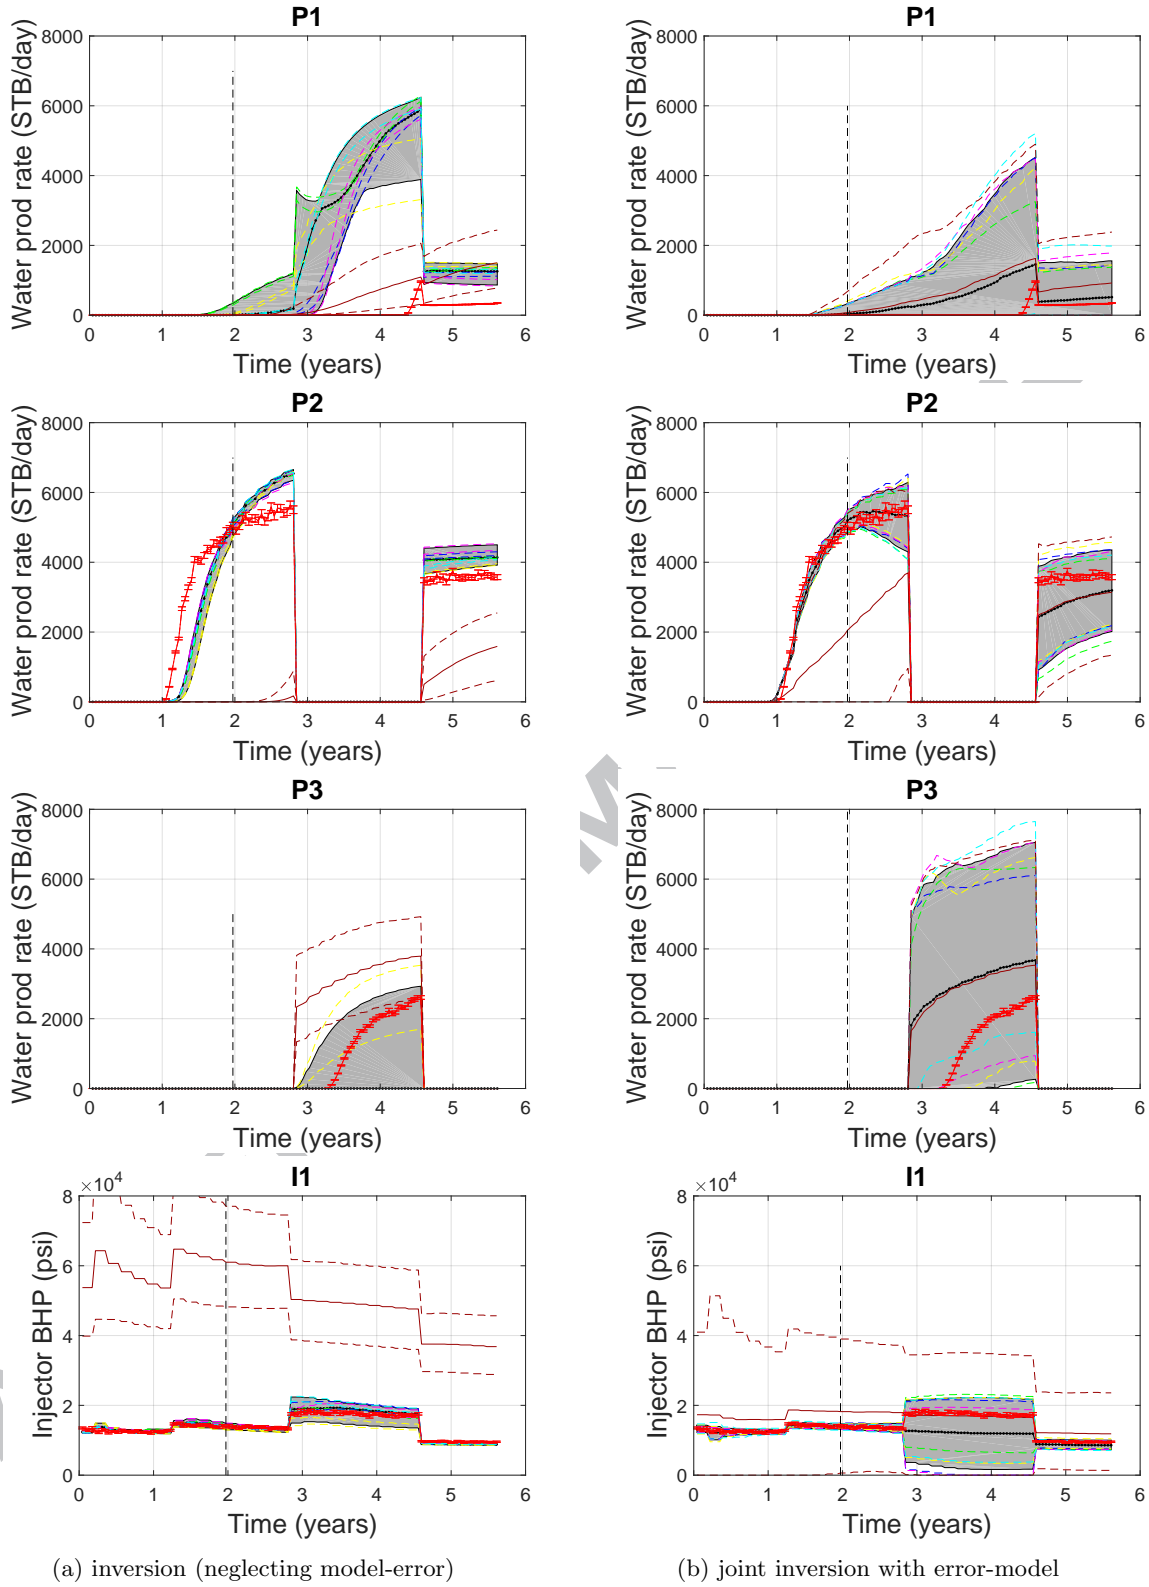 P1
8000
6000
4000
2000
0
0 1 2 3 4 5 6
Water prod rate (STB/day)
Time (years)
P1
8000
6000
4000
2000
0
0 1 2 3 4 5 6
Water prod rate (STB/day)
Time (years)
P2
8000
6000
4000
2000
0
0 1 2 3 4 5 6
Water prod rate (STB/day)
Time (years)
P2
8000
6000
4000
2000
0
0 1 2 3 4 5 6
Water prod rate (STB/day)
Time (years)
P3
8000
6000
4000
2000
0
0 1 2 3 4 5 6
Water prod rate (STB/day)
Time (years)
P3
8000
6000
4000
2000
0
0 1 2 3 4 5 6
Water prod rate (STB/day)
Time (years)
I1
×10⁴
8
6
4
2
0
0 1 2 3 4 5 6
Injector BHP (psi)
Time (years)
I1
×10⁴
8
6
4
2
0
0 1 2 3 4 5 6
Injector BHP (psi)
Time (years)
(a) inversion (neglecting model-error)
(b) joint inversion with error-model